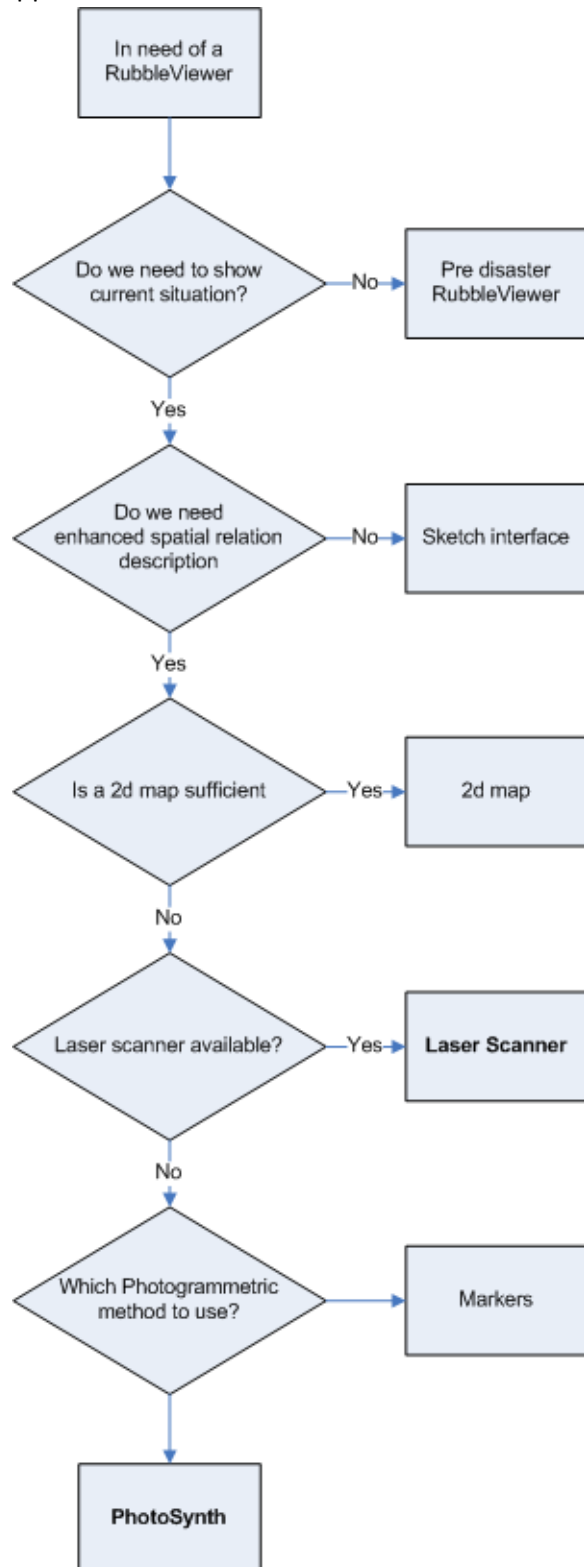 In need of a
RubbleViewer
Do we need to show
current situation?
No
Pre disaster
RubbleViewer
Yes
Do we need
enhanced spatial relation
description
No
Sketch interface
Yes
Is a 2d map sufficient
Yes
2d map
No
Laser scanner available?
Yes
Laser Scanner
No
Which Photogrammetric
method to use?
Markers
PhotoSynth